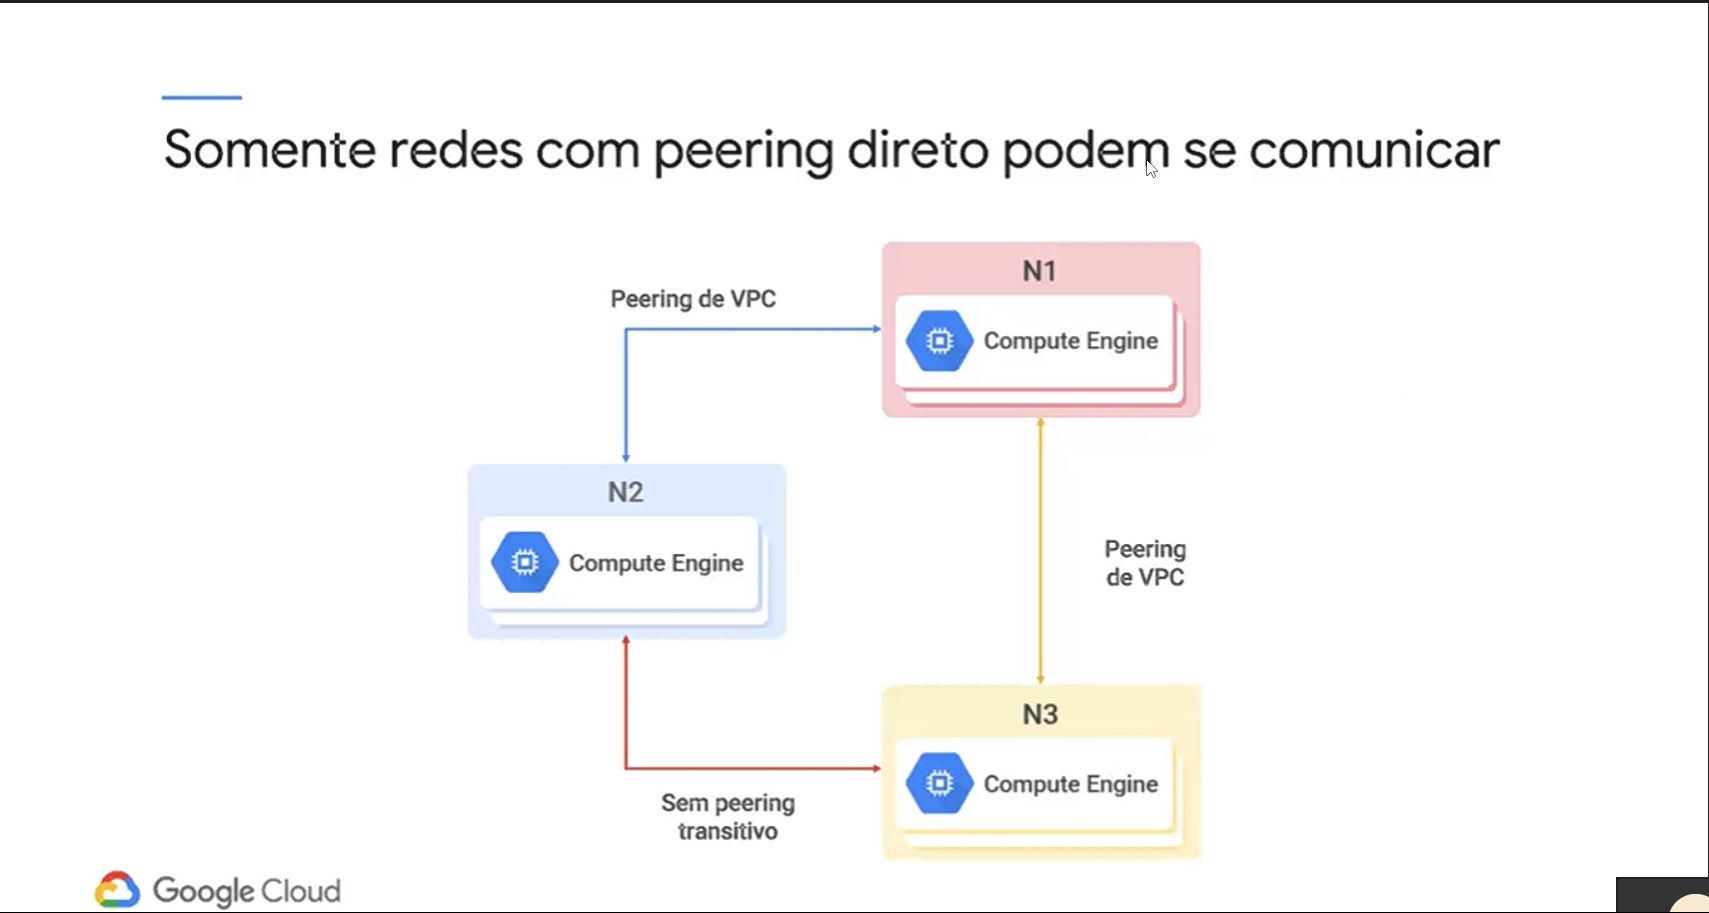 Somente redes com peering direto podem se comunicar
N1
Peering de VPC
Compute Engine
N2
Compute Engine
Peering
de VPC
N3
Compute Engine
Sem peering
transitivo
Google Cloud